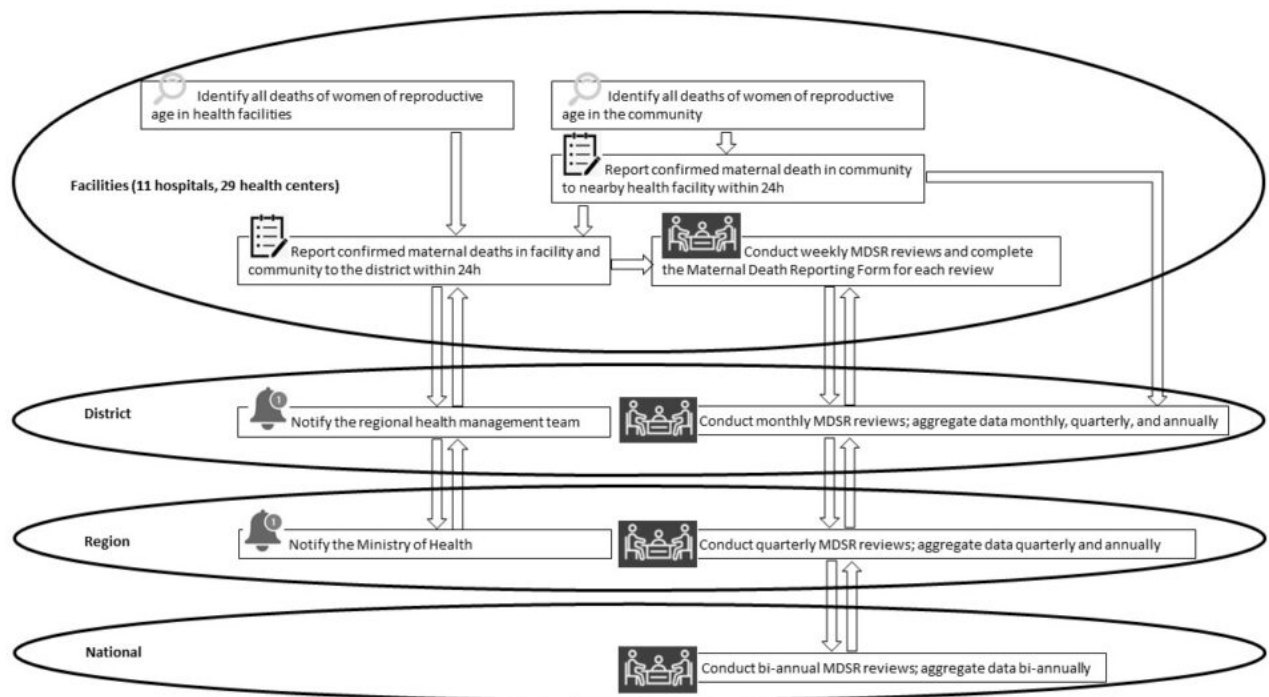 Identify all deaths of women of reproductive
age in health facilities
Identify all deaths of women of reproductive
age in the community
Report confirmed maternal death in community
to nearby health facility within 24h
Facilities (11 hospitals, 29 health centers)
Report confirmed maternal deaths in facility and
community to the district within 24h
Conduct weekly MDSR reviews and complete
the Maternal Death Reporting Form for each review
District
1
Notify the regional health management team
Conduct monthly MDSR reviews; aggregate data monthly, quarterly, and annually
Region
1
Notify the Ministry of Health
Conduct quarterly MDSR reviews; aggregate data quarterly and annually
National
Conduct bi-annual MDSR reviews; aggregate data bi-annually